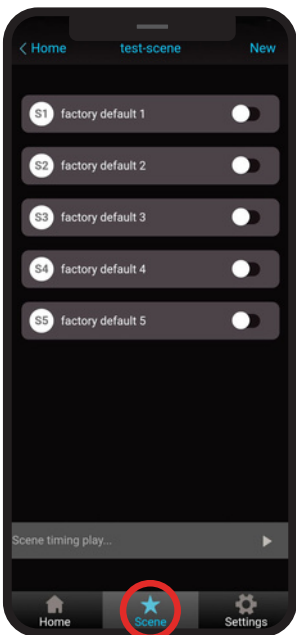 < Home test-scene New
S1 factory default 1
S2 factory default 2
S3 factory default 3
S4 factory default 4
S5 factory default 5
Scene timing play...
Home Scene Settings